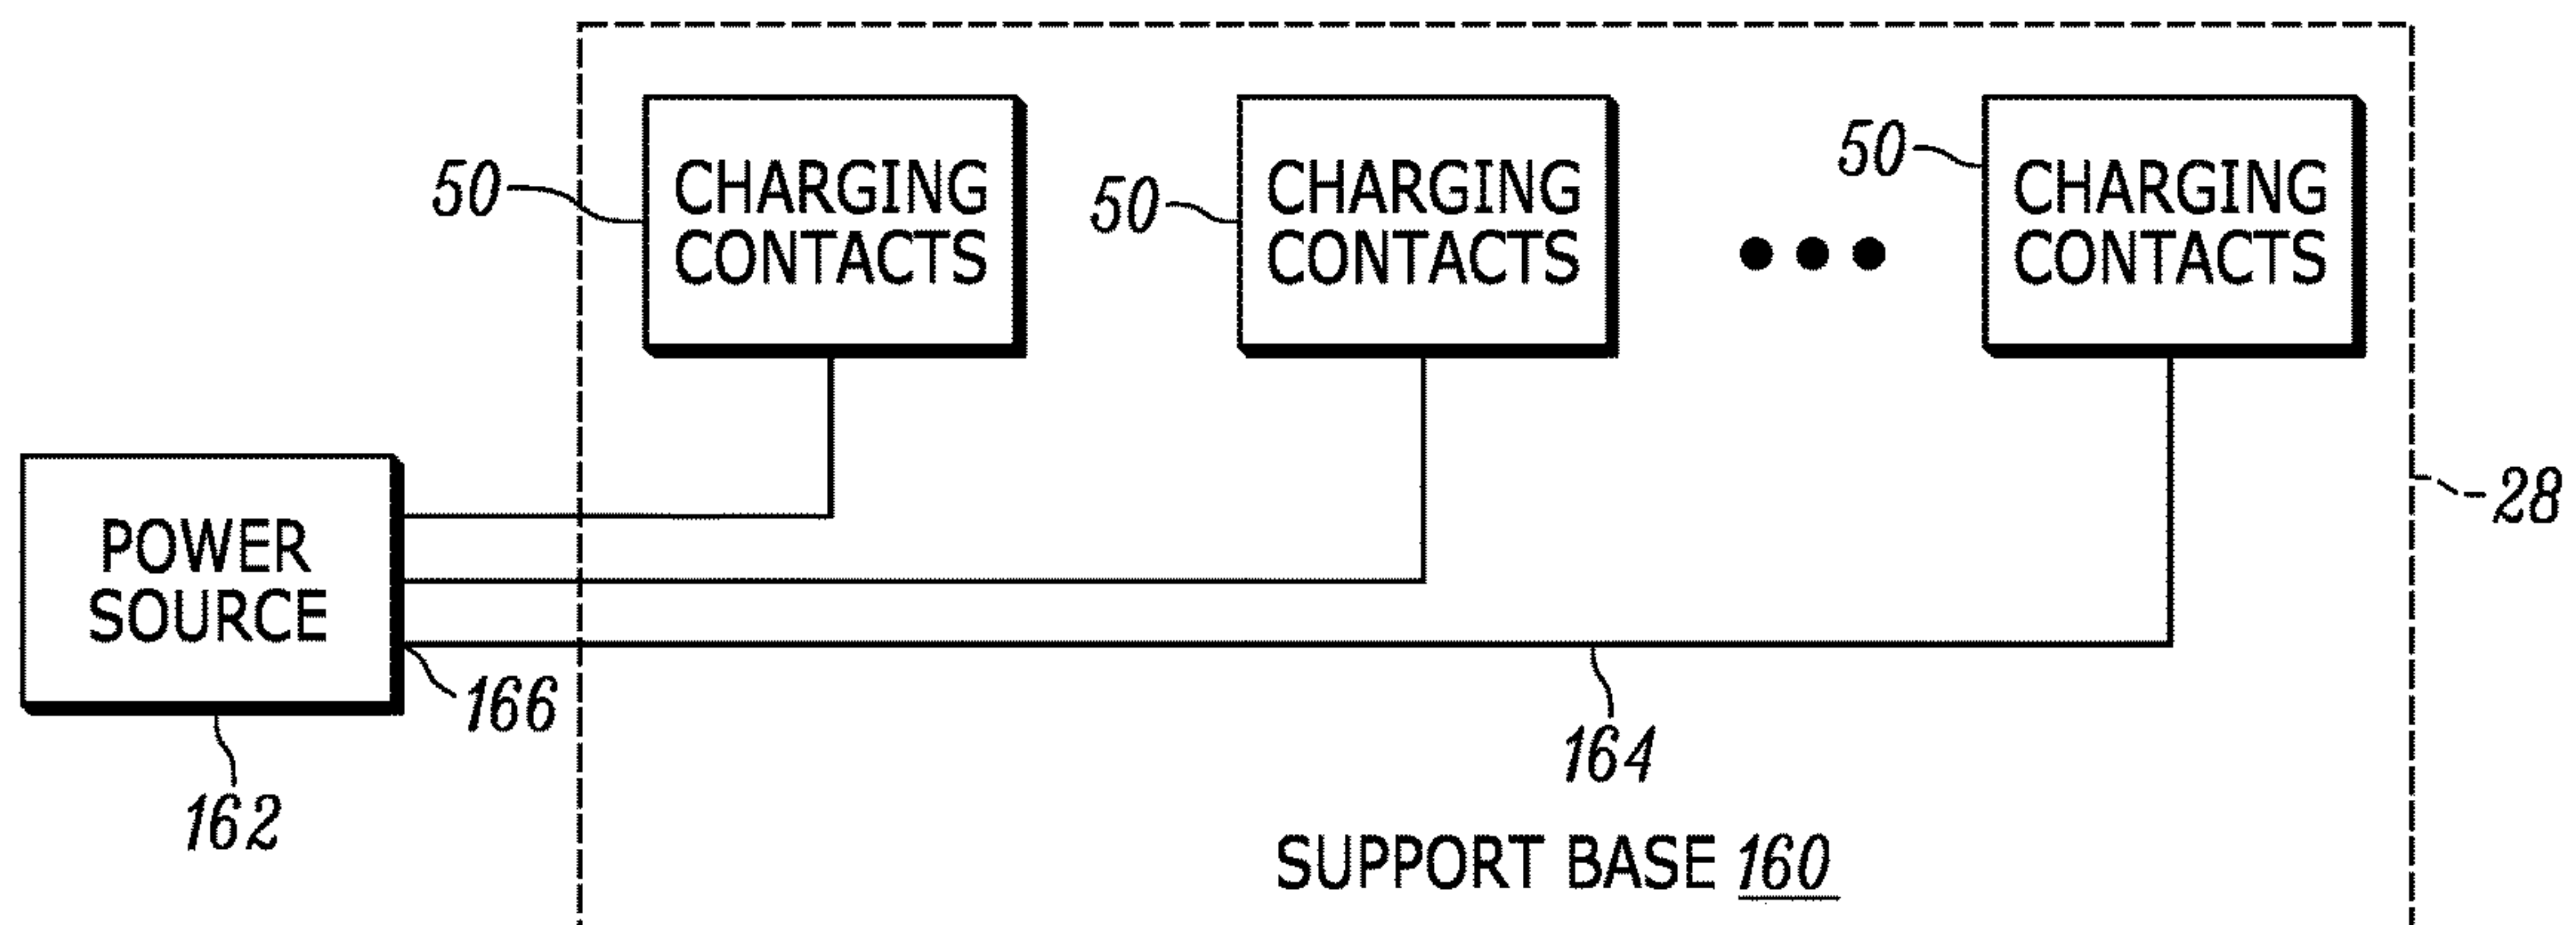 50
CHARGING
CONTACTS
50
CHARGING
CONTACTS
50
CHARGING
CONTACTS
28
POWER
SOURCE
166
162
164
SUPPORT BASE 160